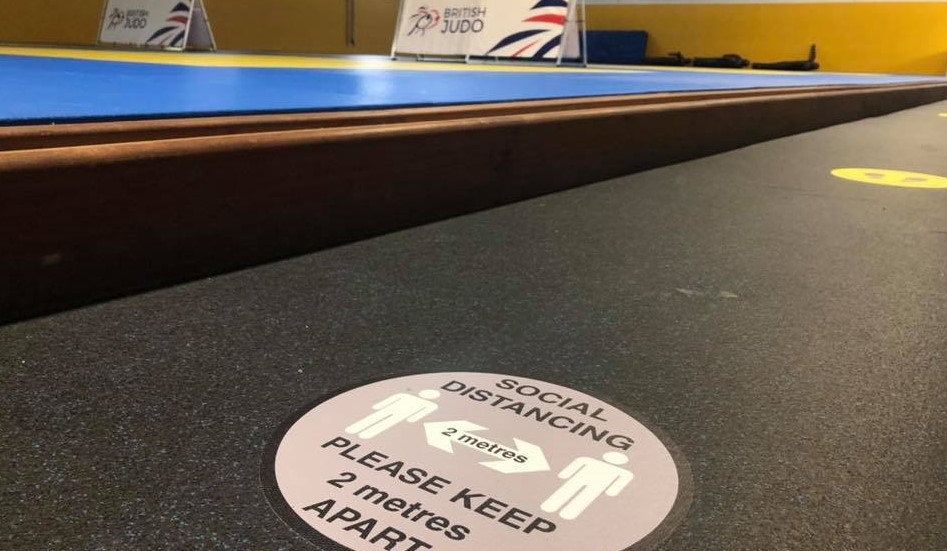 BRITISH
JUDO
BRITISH
JUDO
SOCIAL
DISTANCING
2 metres
PLEASE KEEP
2 metres
APART